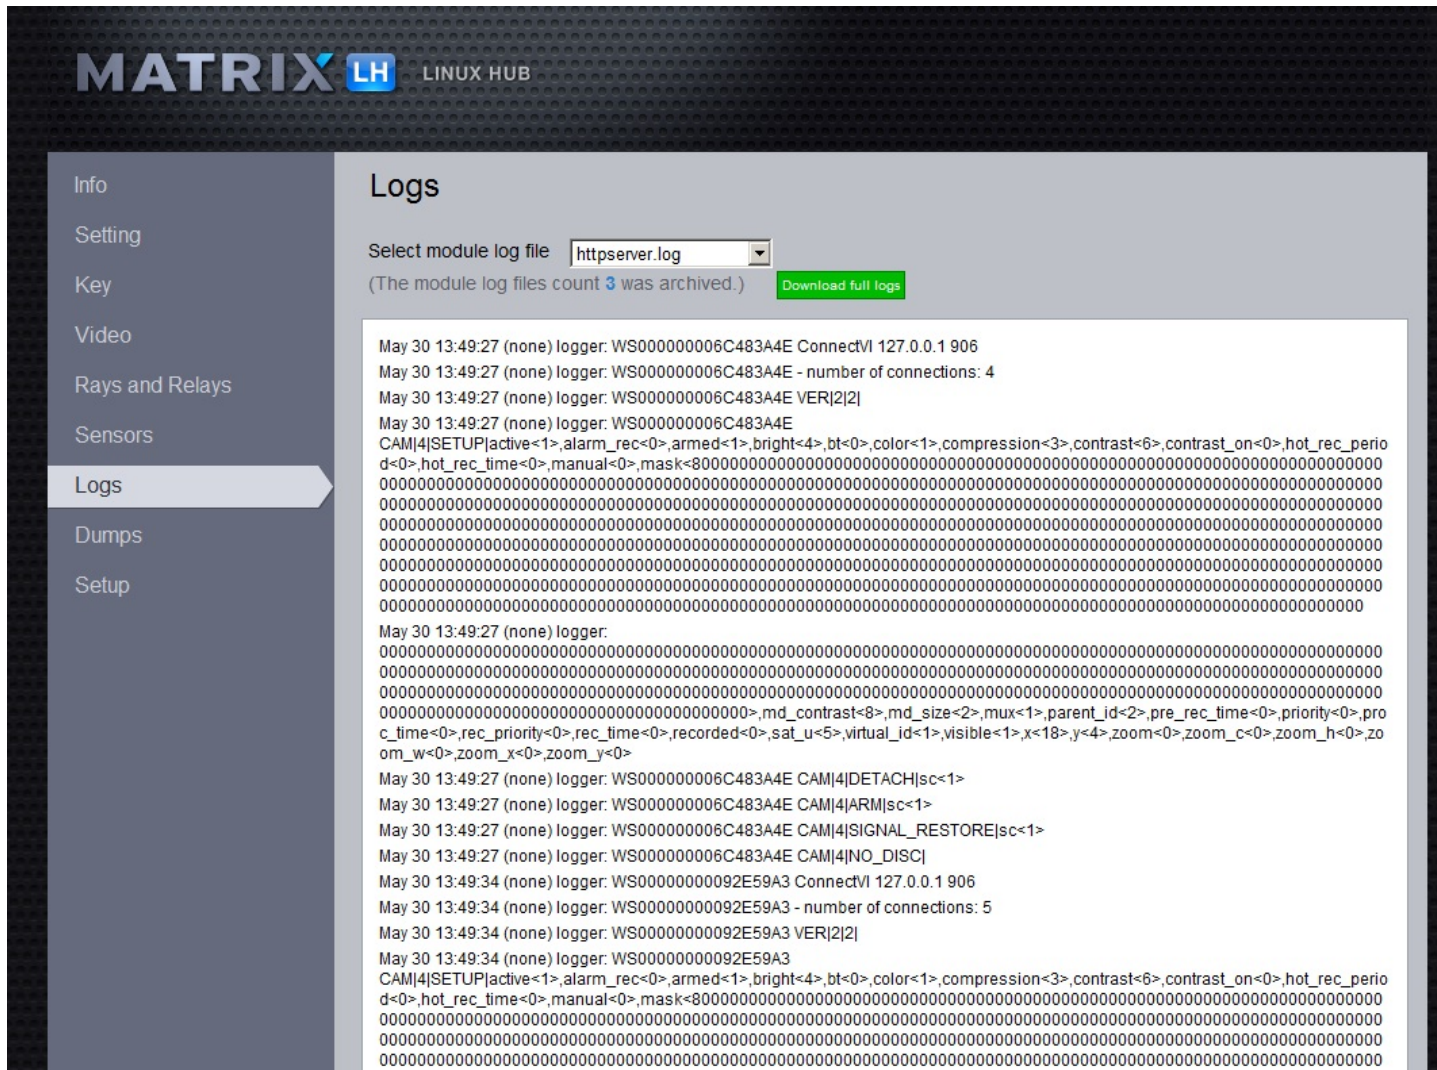 MATRIX LH LINUX HUB
Info
Setting
Key
Video
Rays and Relays
Sensors
Logs
Dumps
Setup
Logs
Select module log file httpserver.log
(The module log files count 3 was archived.) Download full logs
May 30 13:49:27 (none) logger: WS000000006C483A4E ConnectVI 127.0.0.1 906
May 30 13:49:27 (none) logger: WS000000006C483A4E - number of connections: 4
May 30 13:49:27 (none) logger: WS000000006C483A4E VER|2|2|
May 30 13:49:27 (none) logger: WS000000006C483A4E
CAM|4|SETUP|active<1>,alarm_rec<0>,armed<1>,bright<4>,bt<0>,color<1>,compression<3>,contrast<6>,contrast_on<0>,hot_rec_perio
d<0>,hot_rec_time<0>,manual<0>,mask<8
May 30 13:49:27 (none) logger:
>,md_contrast<8>,md_size<2>,mux<1>,parent_id<2>,pre_rec_time<0>,priority<0>,pro
c_time<0>,rec_priority<0>,rec_time<0>,recorded<0>,sat_u<5>,virtual_id<1>,visible<1>,x<18>,y<4>,zoom<0>,zoom_c<0>,zoom_h<0>,zo
om_w<0>,zoom_x<0>,zoom_y<0>
May 30 13:49:27 (none) logger: WS000000006C483A4E CAM|4|DETACH|sc<1>
May 30 13:49:27 (none) logger: WS000000006C483A4E CAM|4|ARM|sc<1>
May 30 13:49:27 (none) logger: WS000000006C483A4E CAM|4|SIGNAL_RESTORE|sc<1>
May 30 13:49:27 (none) logger: WS000000006C483A4E CAM|4|NO_DISC|
May 30 13:49:34 (none) logger: WS00000000092E59A3 ConnectVI 127.0.0.1 906
May 30 13:49:34 (none) logger: WS00000000092E59A3 - number of connections: 5
May 30 13:49:34 (none) logger: WS00000000092E59A3 VER|2|2|
May 30 13:49:34 (none) logger: WS00000000092E59A3
CAM|4|SETUP|active<1>,alarm_rec<0>,armed<1>,bright<4>,bt<0>,color<1>,compression<3>,contrast<6>,contrast_on<0>,hot_rec_perio
d<0>,hot_rec_time<0>,manual<0>,mask<8